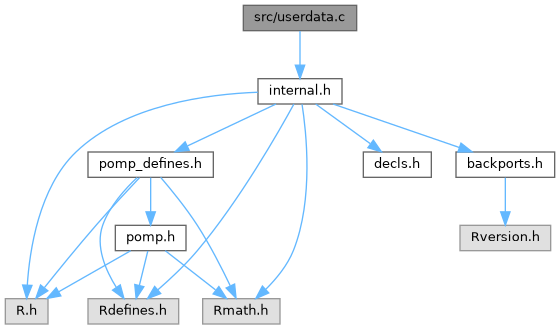 src/userdata.c
internal.h
pomp_defines.h
decls.h
backports.h
pomp.h
Rversion.h
R.h
Rdefines.h
Rmath.h